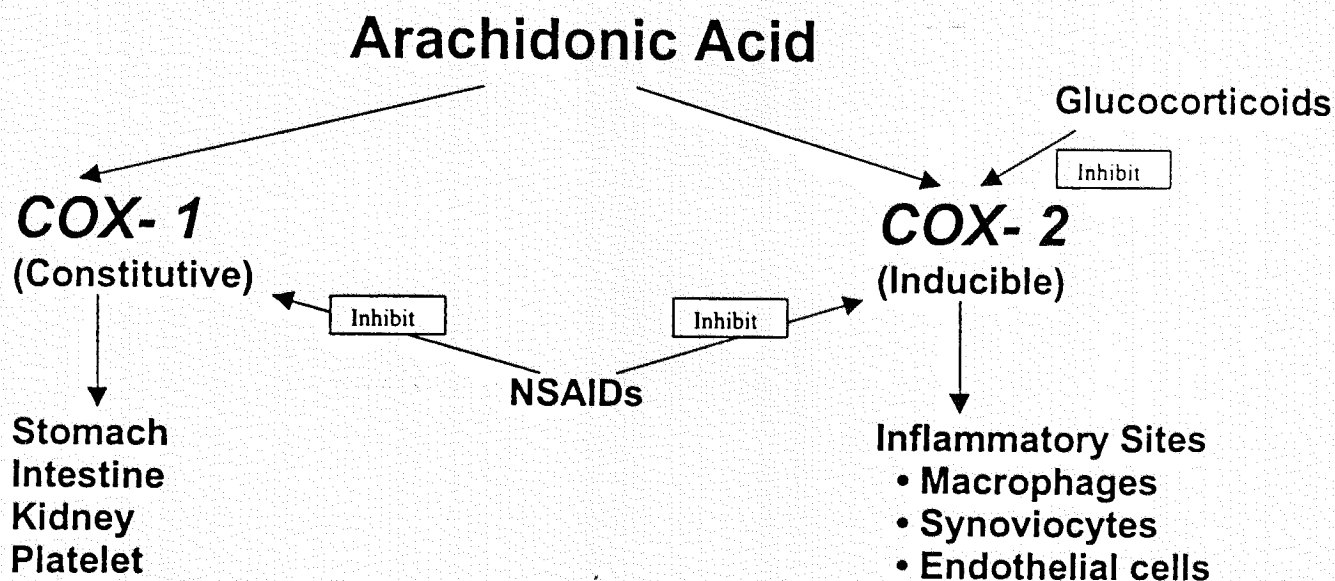 Arachidonic Acid
Glucocorticoids
Inhibit
COX- 1
(Constitutive)
COX- 2
(Inducible)
Inhibit
Inhibit
NSAIDs
Stomach
Intestine
Kidney
Platelet
Inflammatory Sites
• Macrophages
• Synoviocytes
• Endothelial cells